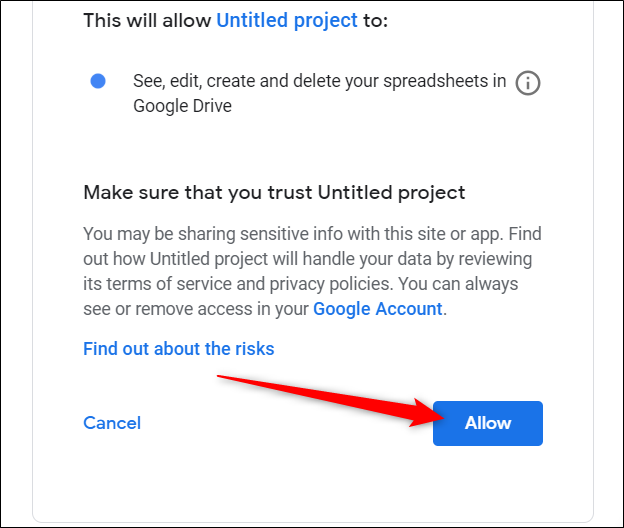 This will allow Untitled project to:
See, edit, create and delete your spreadsheets in
Google Drive
Make sure that you trust Untitled project
You may be sharing sensitive info with this site or app. Find
out how Untitled project will handle your data by reviewing
its terms of service and privacy policies. You can always
see or remove access in your Google Account.
Find out about the risks
Cancel
Allow